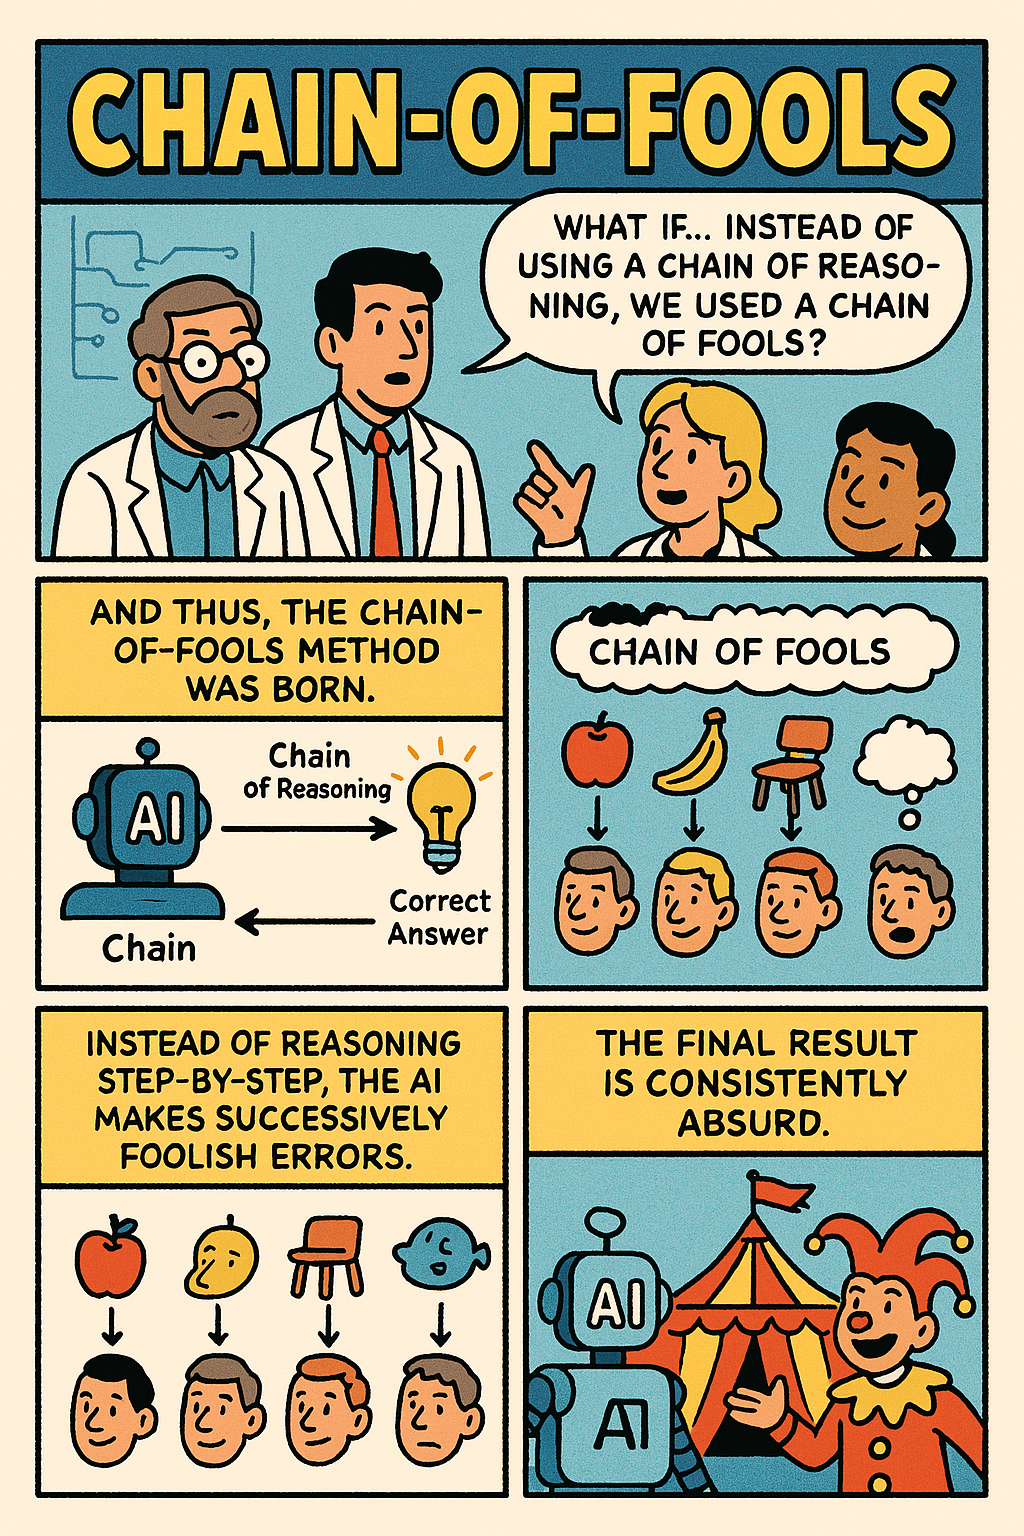 CHAIN-OF-FOOLS
WHAT IF... INSTEAD OF
USING A CHAIN OF REASO-
NING, WE USED A CHAIN
OF FOOLS?
AND THUS, THE CHAIN-
OF-FOOLS METHOD
WAS BORN.
AI
Chain
of Reasoning
Correct
Answer
Chain
CHAIN OF FOOLS
INSTEAD OF REASONING
STEP-BY-STEP, THE AI
MAKES SUCCESSIVELY
FOOLISH ERRORS.
THE FINAL RESULT
IS CONSISTENTLY
ABSURD.
AI
AI